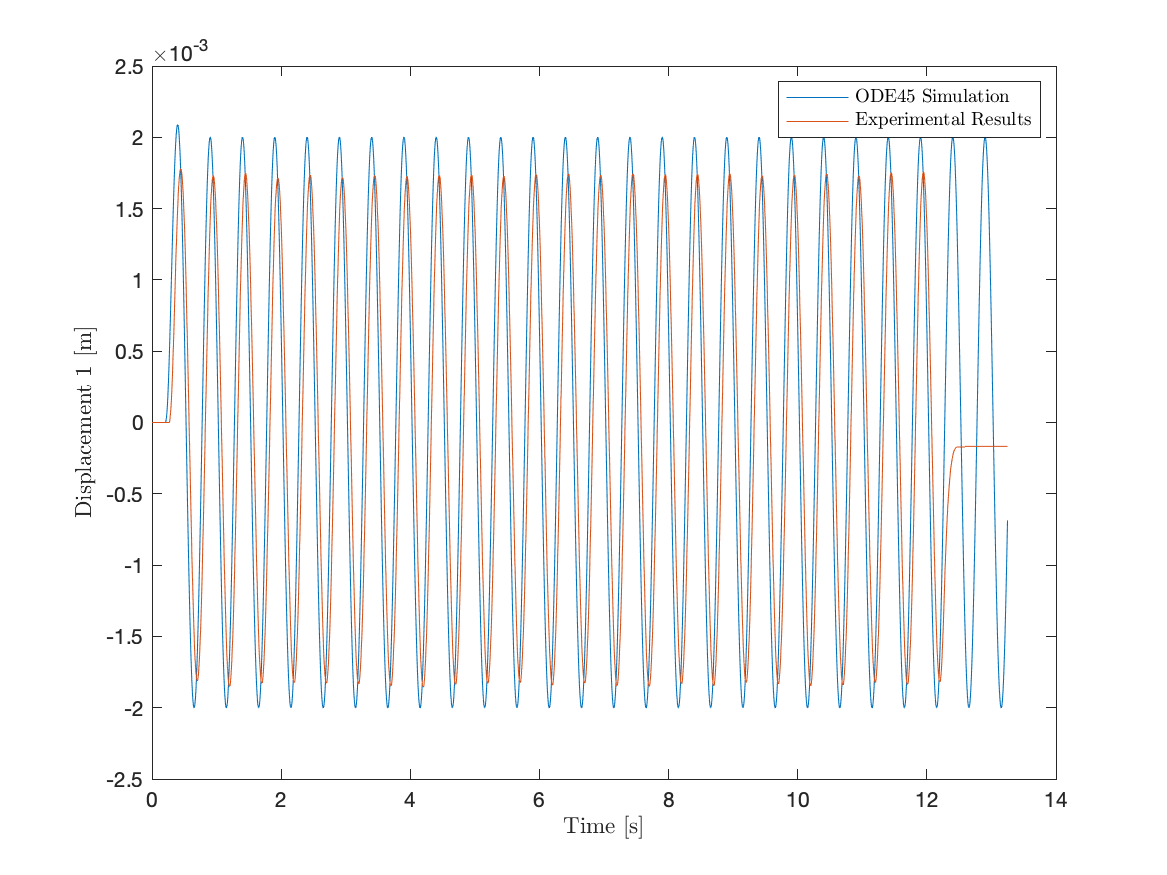 ×10-3
2.5
2
1.5
1
0.5
0
-0.5
-1
-1.5
-2
-2.5
Displacement 1 [m]
ODE45 Simulation
Experimental Results
0 2 4 6 8 10 12 14
Time [s]